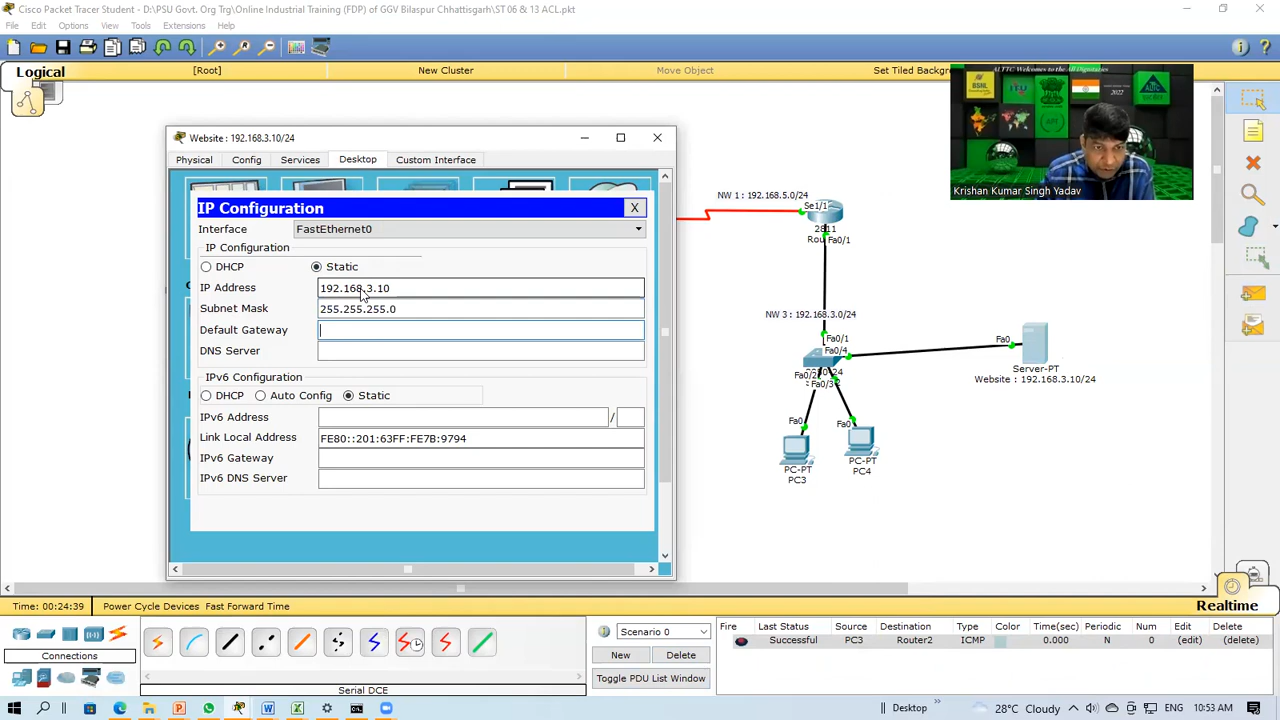 Cisco Packet Tracer Student - D:\PSU Govt. Org Trg\Online Industrial Training (FDP) of GGV Bilaspur Chhattisgarh\ST 06 & 13 ACL.pkt
File Edit Options View Tools Extensions Help
Logical
[Root]
New Cluster
Move Object
Set Tiled Backgro
ALTTC Welcomes to the All Dignitaries
2022
Krishan Kumar Singh Yadav
Website : 192.168.3.10/24
Physical Config Services Desktop Custom Interface
IP Configuration
X
Interface FastEthernet0
IP Configuration
DHCP Static
IP Address 192.168.3.10
Subnet Mask 255.255.255.0
Default Gateway
DNS Server
IPv6 Configuration
DHCP Auto Config Static
IPv6 Address /
Link Local Address FE80::201:63FF:FE7B:9794
IPv6 Gateway
IPv6 DNS Server
NW 1 : 192.168.5.0/24
Se1/1
2811
Rou Fa0/1
NW 3 : 192.168.3.0/24
Fa0/1
Fa0/4
Fa0/3
Fa0
Server-PT
Website : 192.168.3.10/24
Fa0
Fa0
PC-PT
PC3
PC-PT
PC4
Time: 00:24:39 Power Cycle Devices Fast Forward Time
Realtime
Connections
Serial DCE
Scenario 0
New
Delete
Toggle PDU List Window
Fire Last Status Source Destination Type Color Time(sec) Periodic Num Edit Delete
Successful PC3 Router2 ICMP 0.000 N 0 (edit) (delete)
Desktop
28°C Cloudy
ENG
10:53 AM